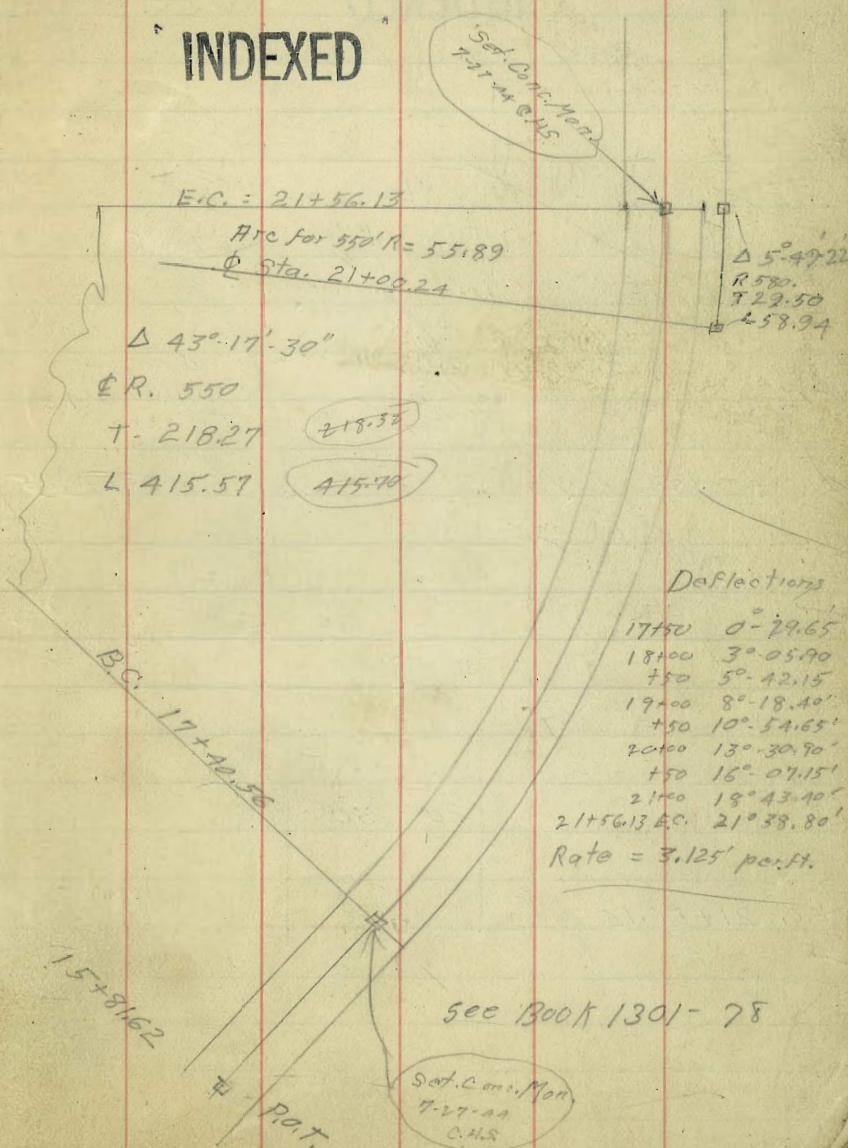 INDEXED
Set. Conc. Mon.
7-27-44 C.H.S.
E.C. = 21+56.13
Arc for 550' R = 55.89
℄ Sta. 21+00.24
Δ 5°-49'-22"
R 580.
T 29.50
L 58.94
Δ 43°-17'-30"
℄ R. 550
T - 218.27 218.35
L 415.57 415.70
Deflections
17+50 0°-29.65'
18+00 3°-05.90
+50 5°-42.15
19+00 8°-18.40'
+50 10°-54.65'
20+00 13°-30.90'
+50 16°-07.15'
21+00 18°43.40'
21+56.13 E.C. 21°38.80'
Rate = 3.125' per.ft.
B.C. 17+40.56
15+81.62
See BOOK 1301-78
℄ P.O.T.
Set. Conc. Mon.
7-27-44
C.H.S.